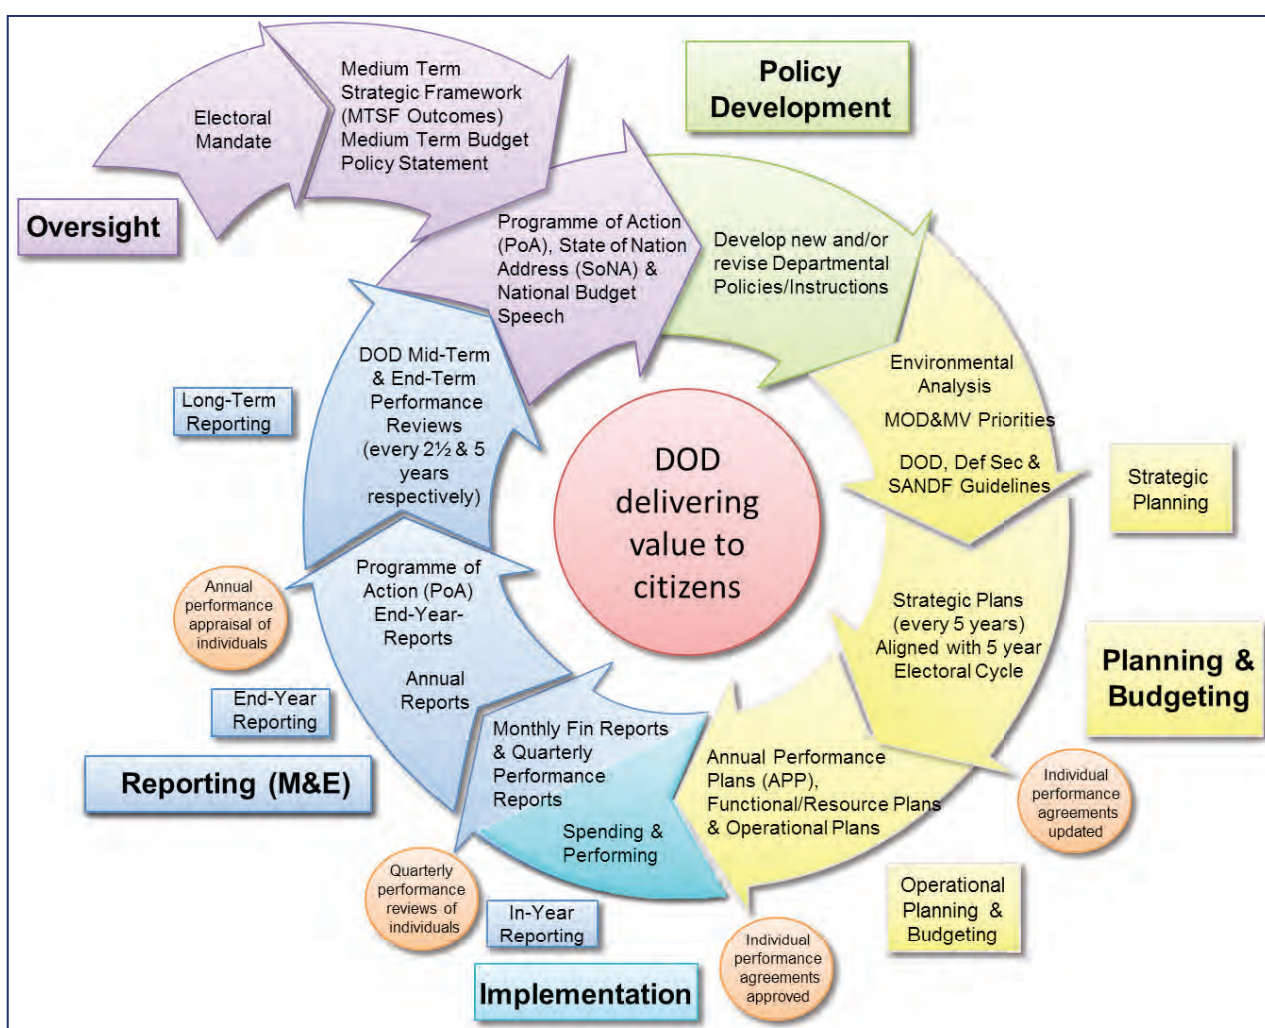 Electoral
Mandate
Medium Term
Strategic Framework
(MTSF Outcomes)
Medium Term Budget
Policy Statement
Policy
Development
Oversight
Programme of Action
(PoA), State of Nation
Address (SoNA) &
National Budget
Speech
Develop new and/or
revise Departmental
Policies/Instructions
Environmental
Analysis
MOD&MV Priorities
DOD, Def Sec &
SANDF Guidelines
Strategic
Planning
Strategic Plans
(every 5 years)
Aligned with 5 year
Electoral Cycle
Planning &
Budgeting
Individual
performance
agreements
updated
Annual Performance
Plans (APP),
Functional/Resource Plans
& Operational Plans
Operational
Planning &
Budgeting
Individual
performance
agreements
approved
Implementation
Spending &
Performing
Monthly Fin Reports
& Quarterly
Performance
Reports
In-Year
Reporting
Quarterly
performance
reviews of
individuals
Reporting (M&E)
End-Year
Reporting
Programme of
Action (PoA)
End-Year-
Reports
Annual
Reports
Annual
performance
appraisal of
individuals
Long-Term
Reporting
DOD Mid-Term
& End-Term
Performance
Reviews
(every 2½ & 5
years
respectively)
DOD
delivering
value to
citizens